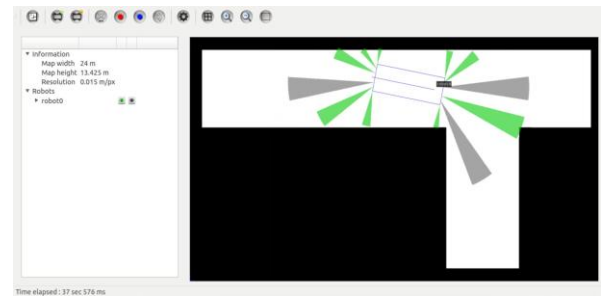 Information
Map width 24 m
Map height 13.425 m
Resolution 0.015 m/px
Robots
robot0
Time elapsed : 37 sec 576 ms